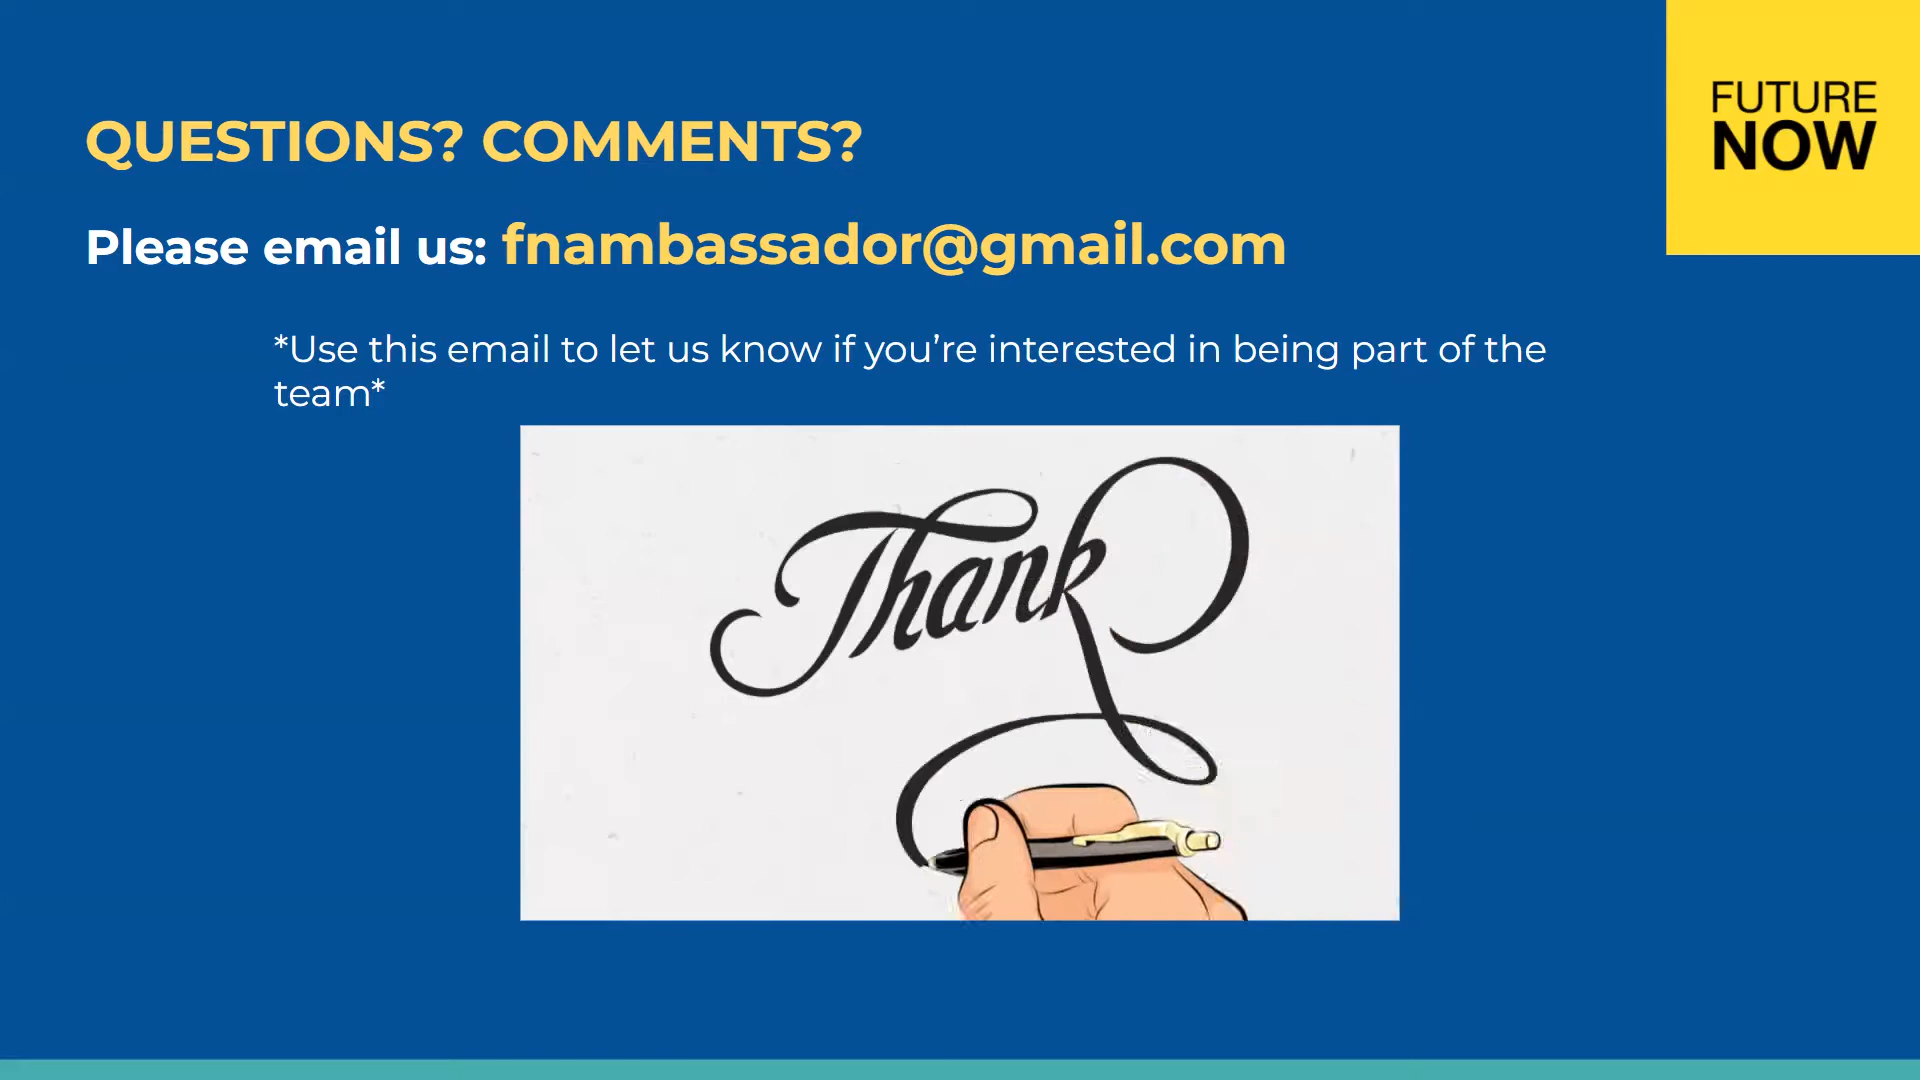 FUTURE
NOW
QUESTIONS? COMMENTS?
Please email us: fnambassador@gmail.com
*Use this email to let us know if you’re interested in being part of the
team*
Thank